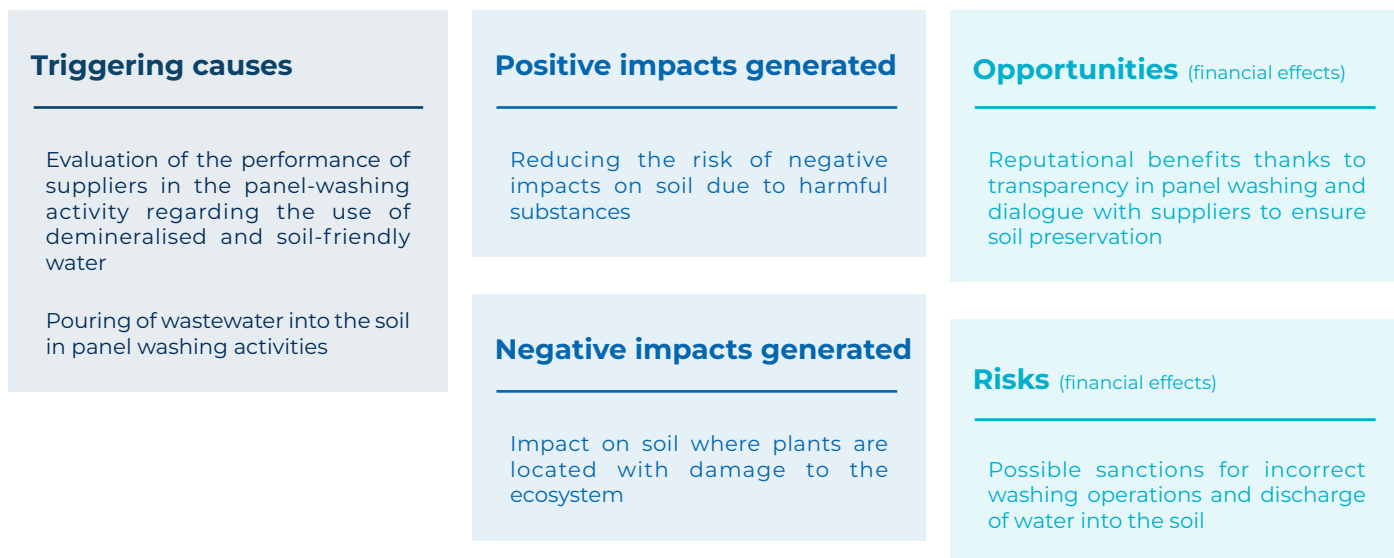 Triggering causes
Evaluation of the performance of
suppliers in the panel-washing
activity regarding the use of
demineralised and soil-friendly
water
Pouring of wastewater into the soil
in panel washing activities
Positive impacts generated
Reducing the risk of negative
impacts on soil due to harmful
substances
Negative impacts generated
Impact on soil where plants are
located with damage to the
ecosystem
Opportunities (financial effects)
Reputational benefits thanks to
transparency in panel washing and
dialogue with suppliers to ensure
soil preservation
Risks (financial effects)
Possible sanctions for incorrect
washing operations and discharge
of water into the soil